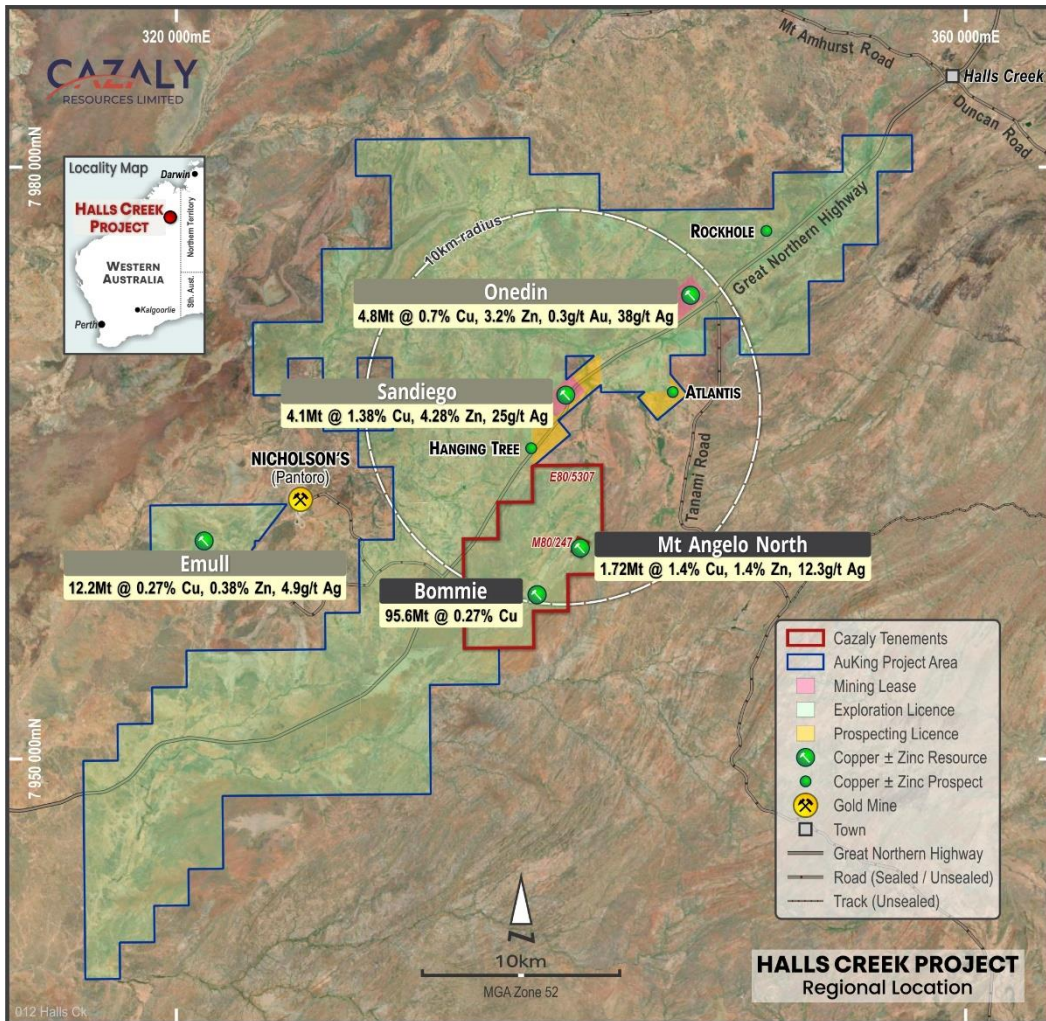 320 000mE
360 000mE
Mt Amhurst Road
Halls Creek
Duncan Road
CAZALY
RESOURCES LIMITED
7 980 000mN
Locality Map
Darwin
HALLS CREEK
PROJECT
Northern Territory
WESTERN
AUSTRALIA
Sth. Aust.
Kalgoorlie
Perth
10km-radius
ROCKHOLE
Great Northern Highway
Onedin
4.8Mt @ 0.7% Cu, 3.2% Zn, 0.3g/t Au, 38g/t Ag
Sandiego
4.1Mt @ 1.38% Cu, 4.28% Zn, 25g/t Ag
ATLANTIS
HANGING TREE
Tanami Road
NICHOLSON'S
(Pantoro)
E80/5307
M80/247
Mt Angelo North
1.72Mt @ 1.4% Cu, 1.4% Zn, 12.3g/t Ag
Emull
12.2Mt @ 0.27% Cu, 0.38% Zn, 4.9g/t Ag
Bommie
95.6Mt @ 0.27% Cu
7 950 000mN
Cazaly Tenements
AuKing Project Area
Mining Lease
Exploration Licence
Prospecting Licence
Copper ± Zinc Resource
Copper ± Zinc Prospect
Gold Mine
Town
Great Northern Highway
Road (Sealed / Unsealed)
Track (Unsealed)
N
10km
MGA Zone 52
HALLS CREEK PROJECT
Regional Location
012 Halls Ck